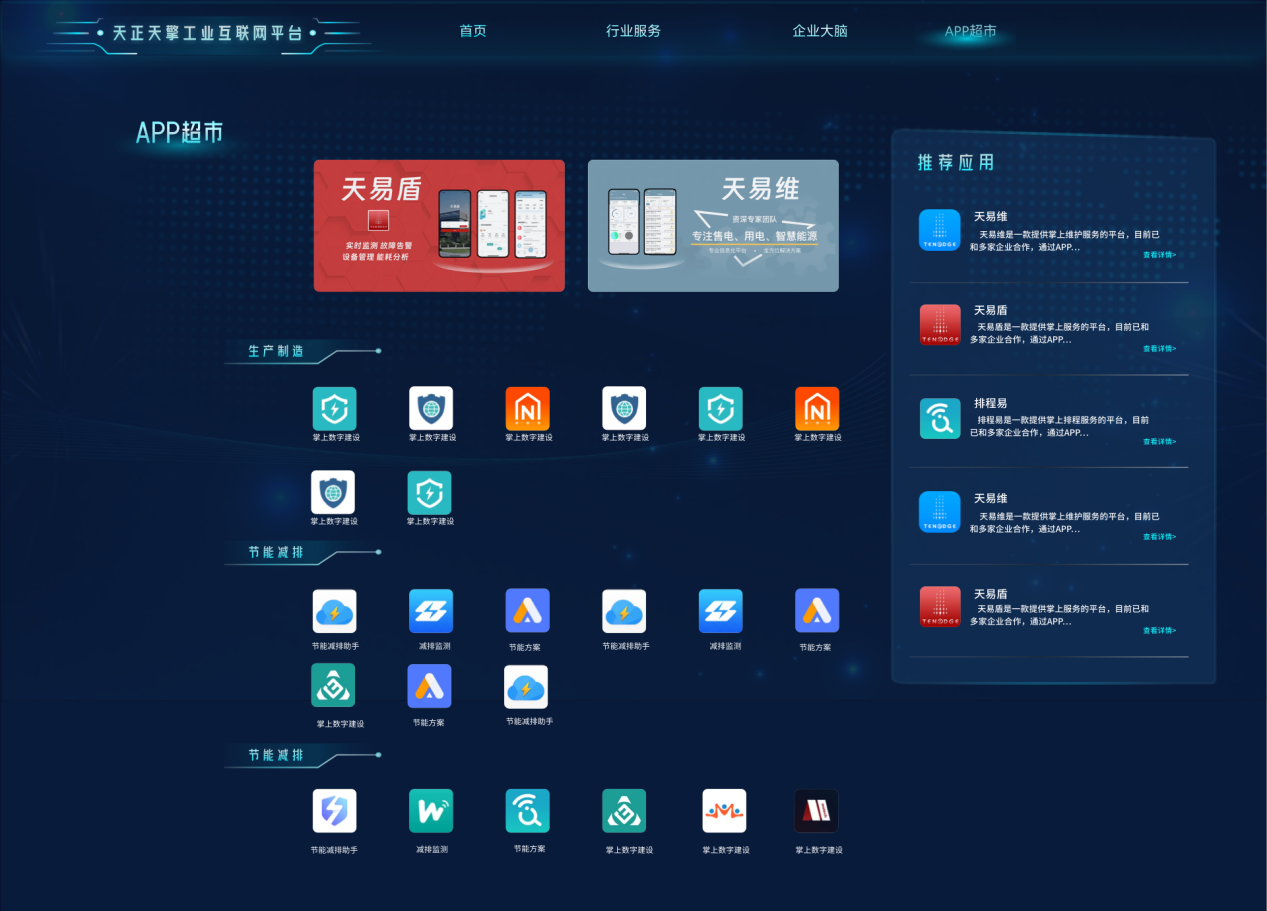 天正天擎工业互联网平台
首页
行业服务
企业大脑
APP超市
APP超市
天易盾
实时监测 故障告警
设备管理 能耗分析
天易维
资深专家团队
专注售电、用电、智慧能源
专业信息化平台 • 全方位解决方案
生产制造
掌上数字建设
掌上数字建设
掌上数字建设
掌上数字建设
掌上数字建设
掌上数字建设
掌上数字建设
掌上数字建设
节能减排
节能减排助手
减排监测
节能方案
节能减排助手
减排监测
节能方案
掌上数字建设
节能方案
节能减排助手
节能减排
节能减排助手
减排监测
节能方案
掌上数字建设
掌上数字建设
掌上数字建设
推荐应用
TENGDGE
天易维
天易维是一款提供掌上维护服务的平台，目前已
和多家企业合作，通过APP...
查看详情>
TENGDGE
天易盾
天易盾是一款提供掌上服务的平台，目前已和
多家企业合作，通过APP...
查看详情>
排程易
排程易是一款提供掌上排程服务的平台，目前
已和多家企业合作，通过APP...
查看详情>
TENGDGE
天易维
天易维是一款提供掌上维护服务的平台，目前已
和多家企业合作，通过APP...
查看详情>
TENGDGE
天易盾
天易盾是一款提供掌上服务的平台，目前已和
多家企业合作，通过APP...
查看详情>